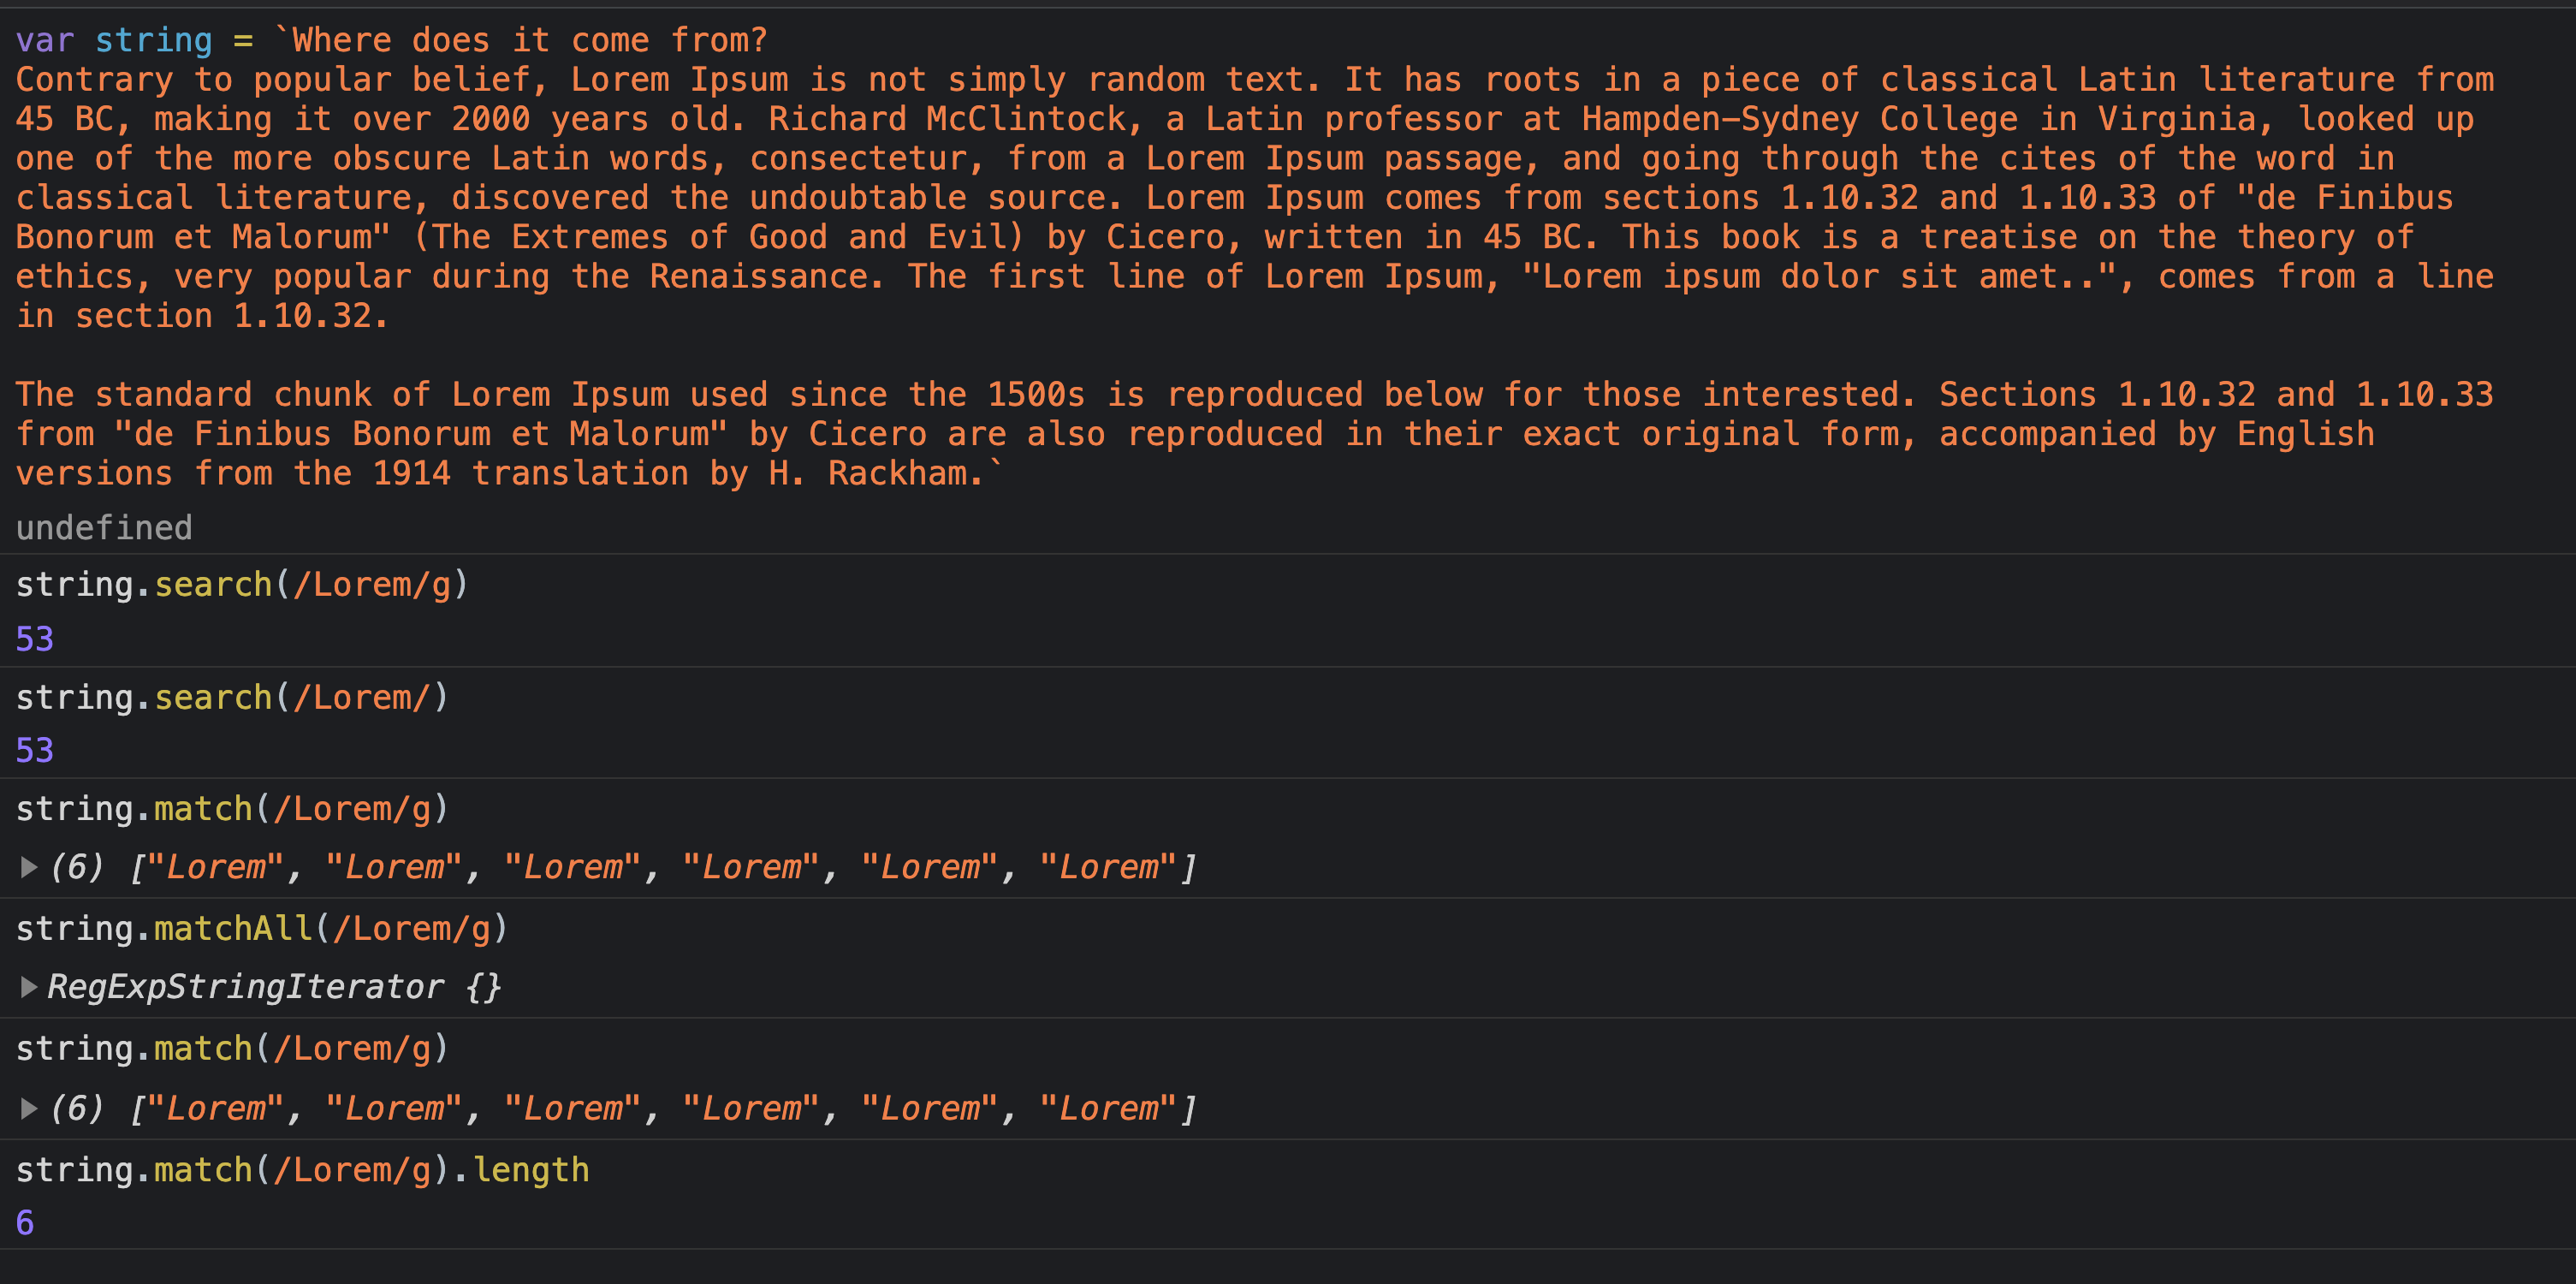 var string = `Where does it come from?
Contrary to popular belief, Lorem Ipsum is not simply random text. It has roots in a piece of classical Latin literature from
45 BC, making it over 2000 years old. Richard McClintock, a Latin professor at Hampden-Sydney College in Virginia, looked up
one of the more obscure Latin words, consectetur, from a Lorem Ipsum passage, and going through the cites of the word in
classical literature, discovered the undoubtable source. Lorem Ipsum comes from sections 1.10.32 and 1.10.33 of "de Finibus
Bonorum et Malorum" (The Extremes of Good and Evil) by Cicero, written in 45 BC. This book is a treatise on the theory of
ethics, very popular during the Renaissance. The first line of Lorem Ipsum, "Lorem ipsum dolor sit amet..", comes from a line
in section 1.10.32.

The standard chunk of Lorem Ipsum used since the 1500s is reproduced below for those interested. Sections 1.10.32 and 1.10.33
from "de Finibus Bonorum et Malorum" by Cicero are also reproduced in their exact original form, accompanied by English
versions from the 1914 translation by H. Rackham.`
undefined
string.search(/Lorem/g)
53
string.search(/Lorem/)
53
string.match(/Lorem/g)
▶ (6) ["Lorem", "Lorem", "Lorem", "Lorem", "Lorem", "Lorem"]
string.matchAll(/Lorem/g)
▶ RegExpStringIterator {}
string.match(/Lorem/g)
▶ (6) ["Lorem", "Lorem", "Lorem", "Lorem", "Lorem", "Lorem"]
string.match(/Lorem/g).length
6